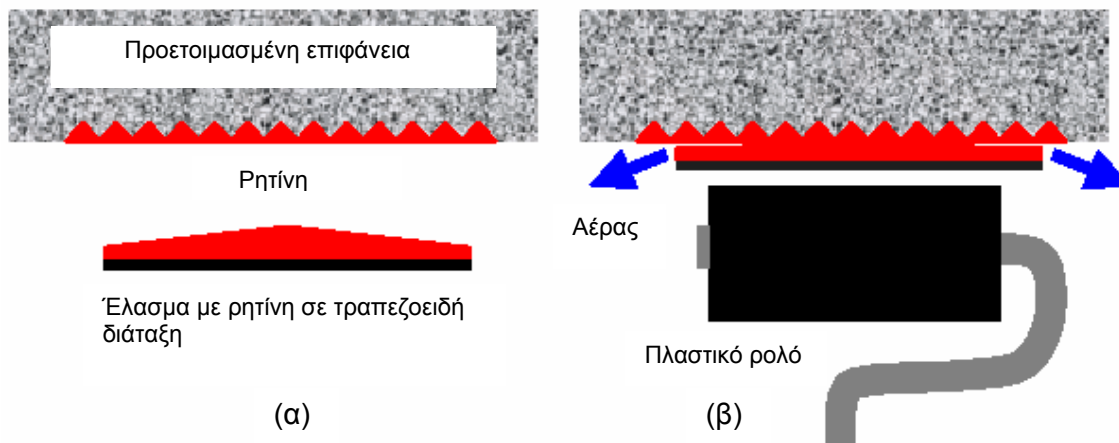 Προετοιμασμένη επιφάνεια
Ρητίνη
Έλασμα με ρητίνη σε τραπεζοειδή
διάταξη
(α)
Αέρας
Πλαστικό ρολό
(β)